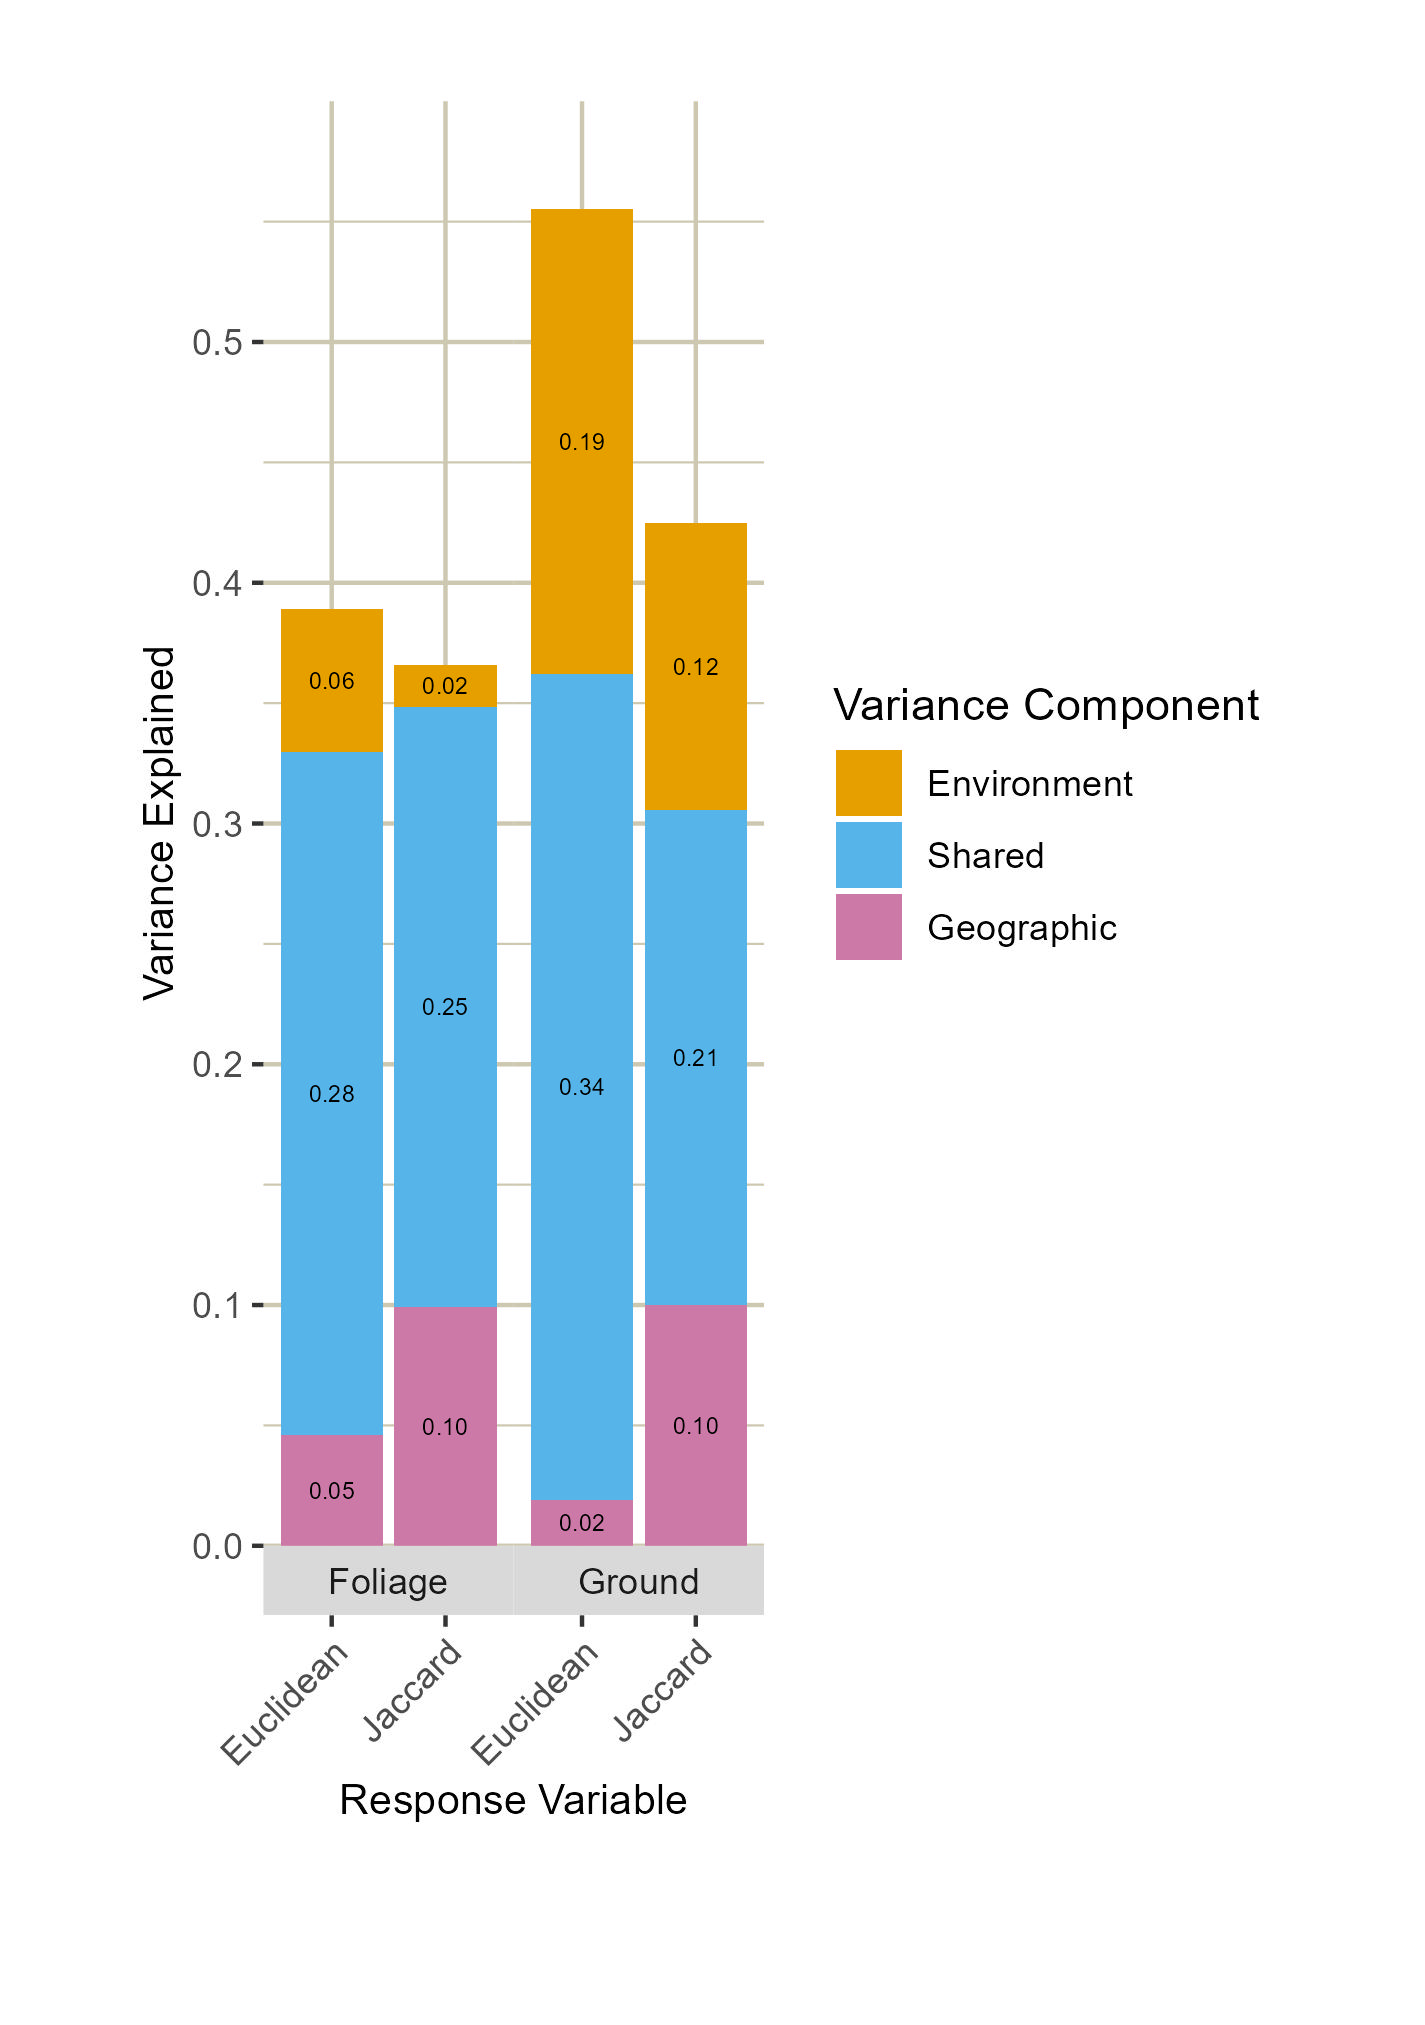 Variance Explained
0.5
0.4
0.3
0.2
0.1
0.0
0.06
0.28
0.05
0.02
0.25
0.10
0.19
0.34
0.02
0.12
0.21
0.10
Foliage
Ground
Euclidean
Jaccard
Euclidean
Jaccard
Response Variable
Variance Component
Environment
Shared
Geographic